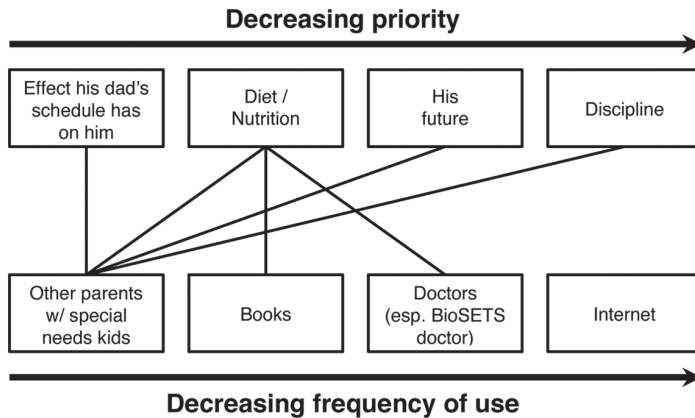 Decreasing priority
Effect his dad's
schedule has
on him
Diet /
Nutrition
His
future
Discipline
Other parents
w/ special
needs kids
Books
Doctors
(esp. BioSETS
doctor)
Internet
Decreasing frequency of use